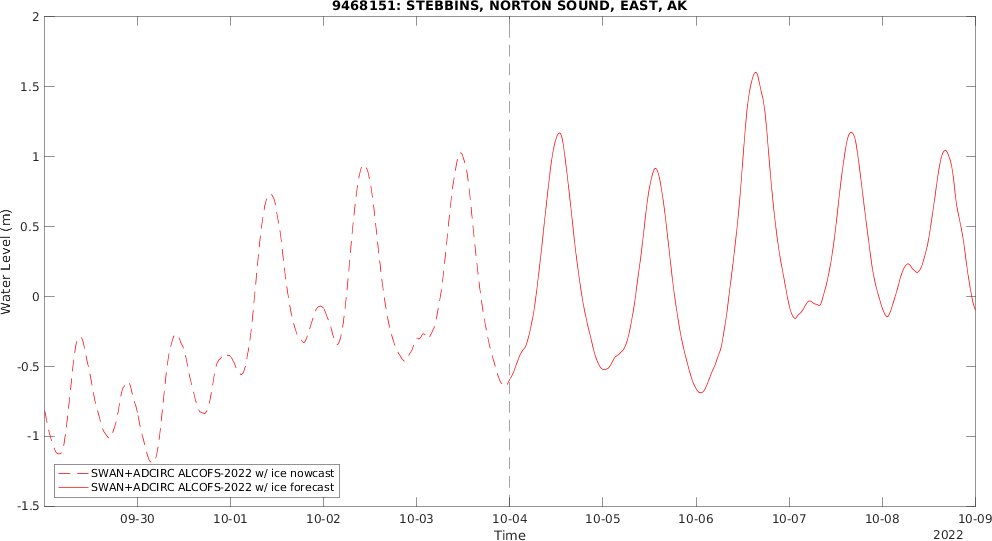 9468151: STEBBINS, NORTON SOUND, EAST, AK
Water Level (m)
2
1.5
1
0.5
0
-0.5
-1
-1.5
SWAN+ADCIRC ALCOFS-2022 w/ ice nowcast
SWAN+ADCIRC ALCOFS-2022 w/ ice forecast
09-30 10-01 10-02 10-03 10-04 10-05 10-06 10-07 10-08 10-09
Time
2022